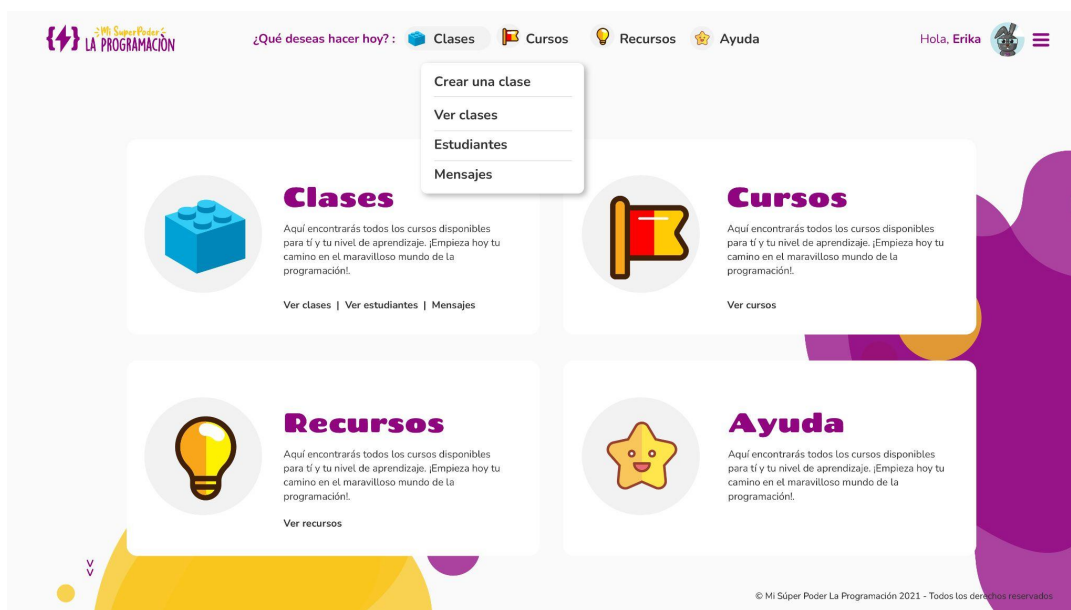 Mi SuperPoder
LA PROGRAMACIÒN
¿Qué deseas hacer hoy? : Clases Cursos Recursos Ayuda
Hola, Erika
Crear una clase
Ver clases
Estudiantes
Mensajes
Clases
Aquí encontrarás todos los cursos disponibles
para tí y tu nivel de aprendizaje. ¡Empieza hoy tu
camino en el maravilloso mundo de la
programación!.
Ver clases | Ver estudiantes | Mensajes
Cursos
Aquí encontrarás todos los cursos disponibles
para tí y tu nivel de aprendizaje. ¡Empieza hoy tu
camino en el maravilloso mundo de la
programación!.
Ver cursos
Recursos
Aquí encontrarás todos los cursos disponibles
para tí y tu nivel de aprendizaje. ¡Empieza hoy tu
camino en el maravilloso mundo de la
programación!.
Ver recursos
Ayuda
Aquí encontrarás todos los cursos disponibles
para tí y tu nivel de aprendizaje. ¡Empieza hoy tu
camino en el maravilloso mundo de la
programación!.
© Mi Súper Poder La Programación 2021 - Todos los derechos reservados